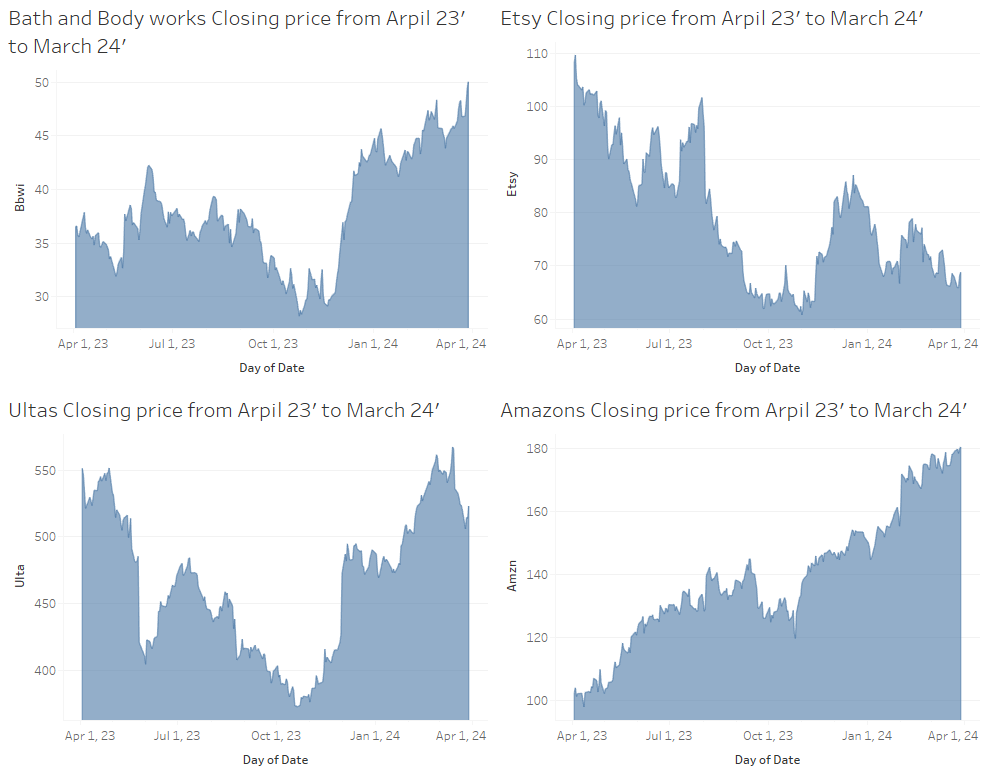 Bath and Body works Closing price from Arpil 23′
to March 24′
50
45
40
35
30
Bbwi
Apr 1, 23
Jul 1, 23
Oct 1, 23
Jan 1, 24
Apr 1, 24
Day of Date
Etsy Closing price from Arpil 23′ to March 24′
110
100
90
80
70
60
Etsy
Apr 1, 23
Jul 1, 23
Oct 1, 23
Jan 1, 24
Apr 1, 24
Day of Date
Ultas Closing price from Arpil 23′ to March 24′
550
500
450
400
Ulta
Apr 1, 23
Jul 1, 23
Oct 1, 23
Jan 1, 24
Apr 1, 24
Day of Date
Amazons Closing price from Arpil 23′ to March 24′
180
160
140
120
100
Amzn
Apr 1, 23
Jul 1, 23
Oct 1, 23
Jan 1, 24
Apr 1, 24
Day of Date